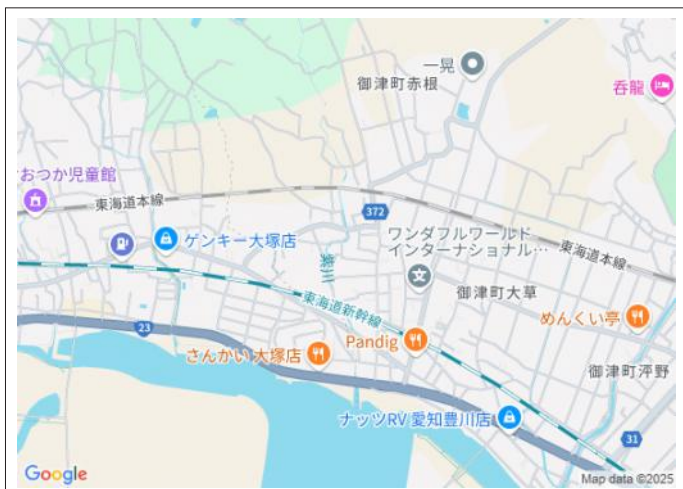 一晃
御津町赤根
呑龍
おつか児童館
東海道本線
372
ゲンキー大塚店
ワンダフルワールド
インターナショナル…
東海道本線
紫川
御津町大草
東海道新幹線
めんくい亭
23
Pandig
さんかい 大塚店
御津町泙野
ナッツRV 愛知豊川店
31
Google
Map data ©2025